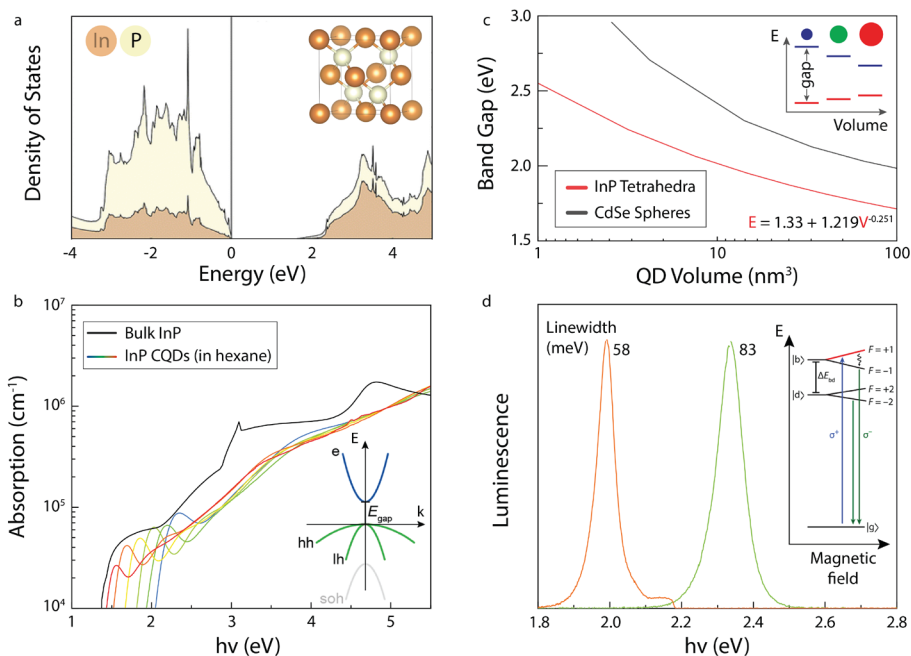 a
In P
Density of States
-4 -2 0 2 4
Energy (eV)
b
10⁷
10⁶
10⁵
10⁴
Absorption (cm⁻¹)
Bulk InP
InP CQDs (in hexane)
E
e
E_gap
k
hh
lh
soh
1 2 3 4 5
hν (eV)
c
3.0
2.5
2.0
1.5
Band Gap (eV)
E
gap
Volume
InP Tetrahedra
CdSe Spheres
E = 1.33 + 1.219V⁻⁰·²⁵¹
1 10 100
QD Volume (nm³)
d
Luminescence
Linewidth
(meV) 58 83
E
|b⟩
ΔE_bd
|d⟩
F = +1
F = −1
F = +2
F = −2
σ⁺ σ⁻
|g⟩
Magnetic
field
1.8 2.0 2.2 2.4 2.6 2.8
hν (eV)